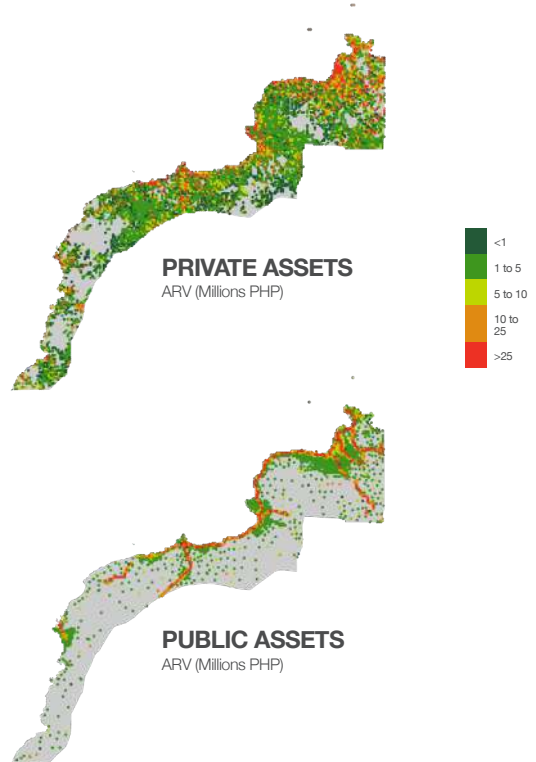 PRIVATE ASSETS
ARV (Millions PHP)
<1
1 to 5
5 to 10
10 to
25
>25
PUBLIC ASSETS
ARV (Millions PHP)